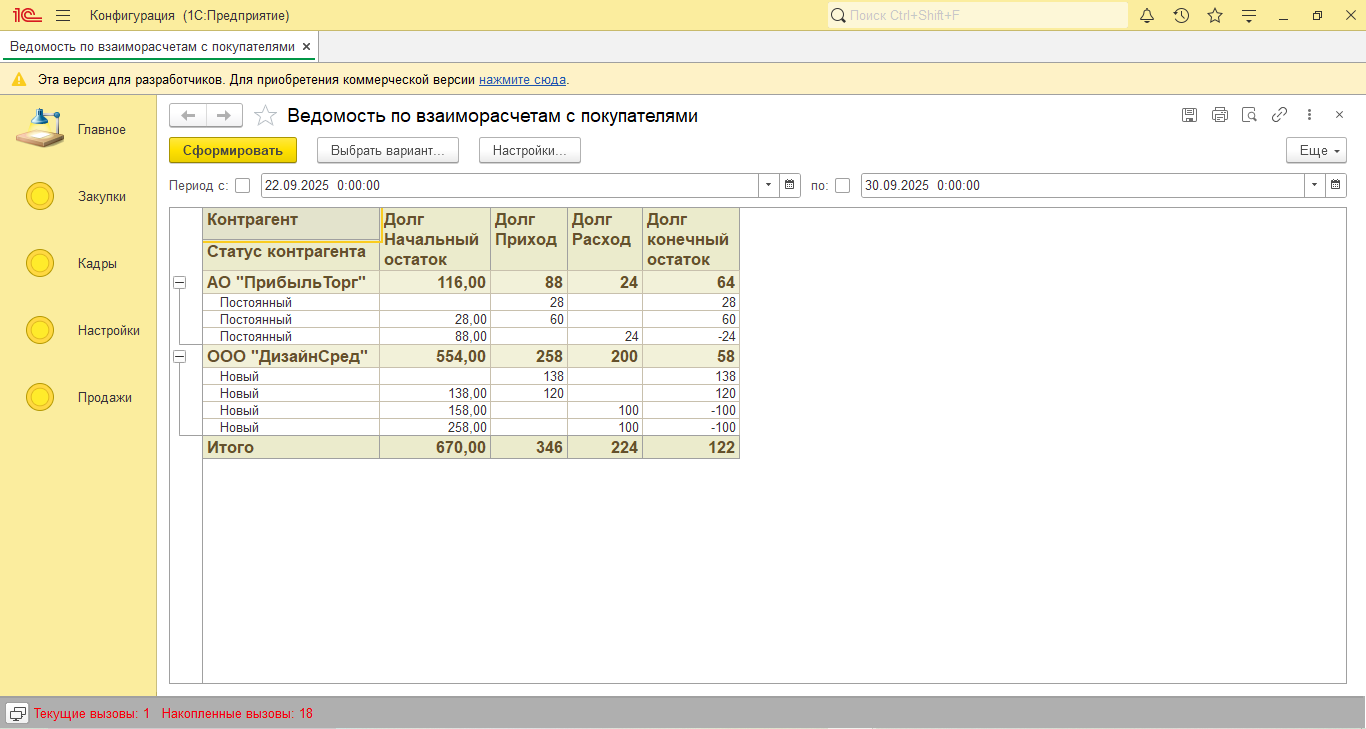 1С Конфигурация (1С:Предприятие) Поиск Ctrl+Shift+F
Ведомость по взаиморасчетам с покупателями ×
Эта версия для разработчиков. Для приобретения коммерческой версии нажмите сюда.
Главное
Закупки
Кадры
Настройки
Продажи
Ведомость по взаиморасчетам с покупателями
Сформировать Выбрать вариант... Настройки... Еще
Период с: 22.09.2025 0:00:00 по: 30.09.2025 0:00:00
Контрагент Долг Долг Долг Долг
Начальный Приход Расход конечный
Статус контрагента остаток остаток
АО "ПрибыльТорг" 116,00 88 24 64
Постоянный 28 28
Постоянный 28,00 60 60
Постоянный 88,00 24 -24
ООО "ДизайнСред" 554,00 258 200 58
Новый 138 138
Новый 138,00 120 120
Новый 158,00 100 -100
Новый 258,00 100 -100
Итого 670,00 346 224 122
Текущие вызовы: 1 Накопленные вызовы: 18